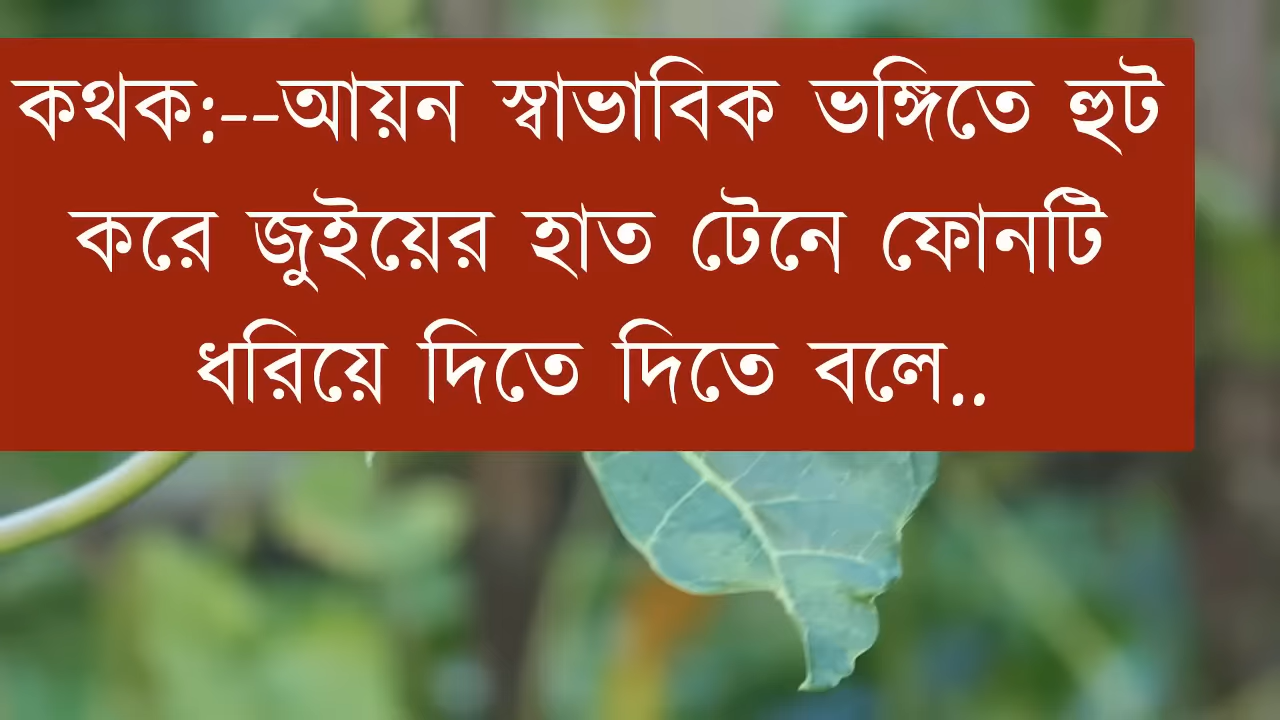 কথক:--আয়ন স্বাভাবিক ভঙ্গিতে হুট
করে জুইয়ের হাত টেনে ফোনটি
ধরিয়ে দিতে দিতে বলে..